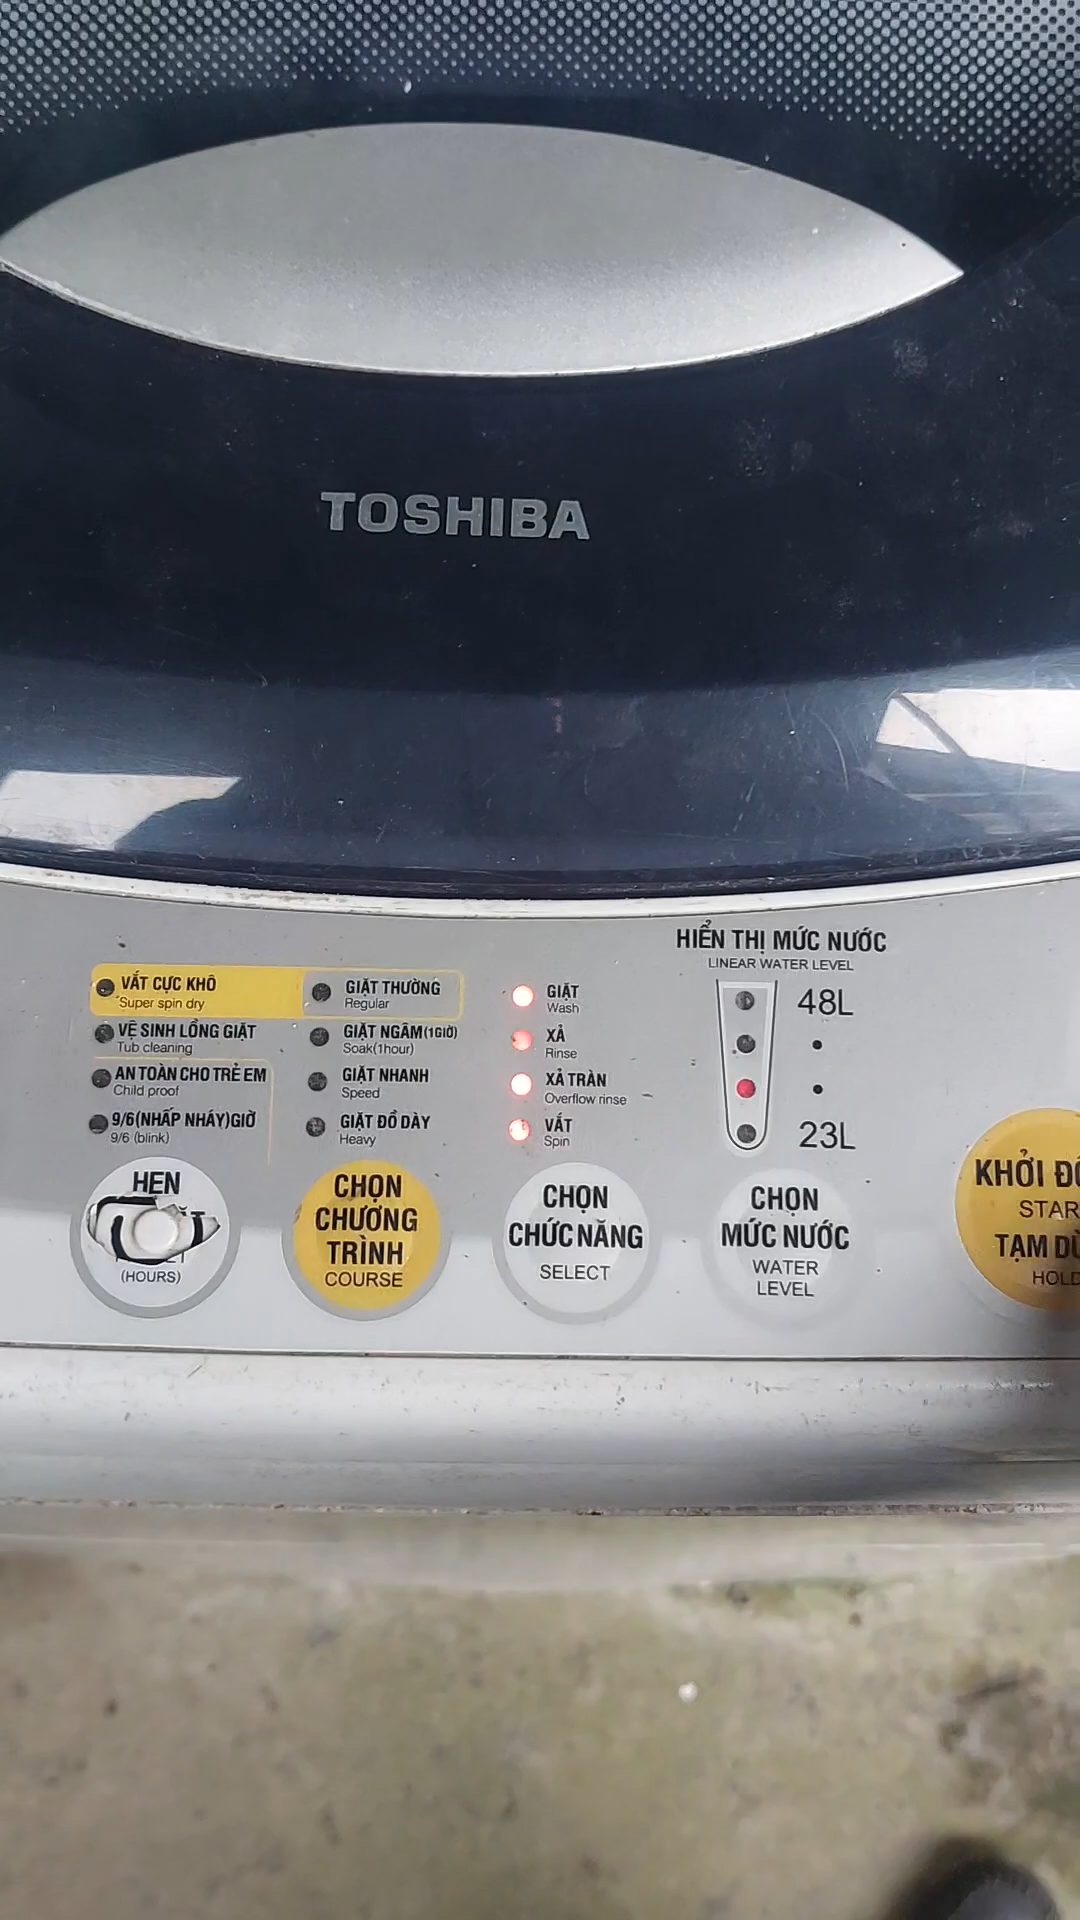 TOSHIBA
HIỂN THỊ MỨC NƯỚC
LINEAR WATER LEVEL
VẮT CỰC KHÔ
Super spin dry
VỆ SINH LỒNG GIẶT
Tub cleaning
AN TOÀN CHO TRẺ EM
Child proof
9/6(NHẤP NHÁY)GIỜ
9/6 (blink)
GIẶT THƯỜNG
Regular
GIẶT NGÂM(1GIỜ)
Soak(1hour)
GIẶT NHANH
Speed
GIẶT ĐỒ DÀY
Heavy
GIẶT
Wash
XẢ
Rinse
XẢ TRÀN
Overflow rinse
VẮT
Spin
48L
23L
HẸN
(HOURS)
CHỌN
CHƯƠNG
TRÌNH
COURSE
CHỌN
CHỨC NĂNG
SELECT
CHỌN
MỨC NƯỚC
WATER
LEVEL
KHỞI
TẠM